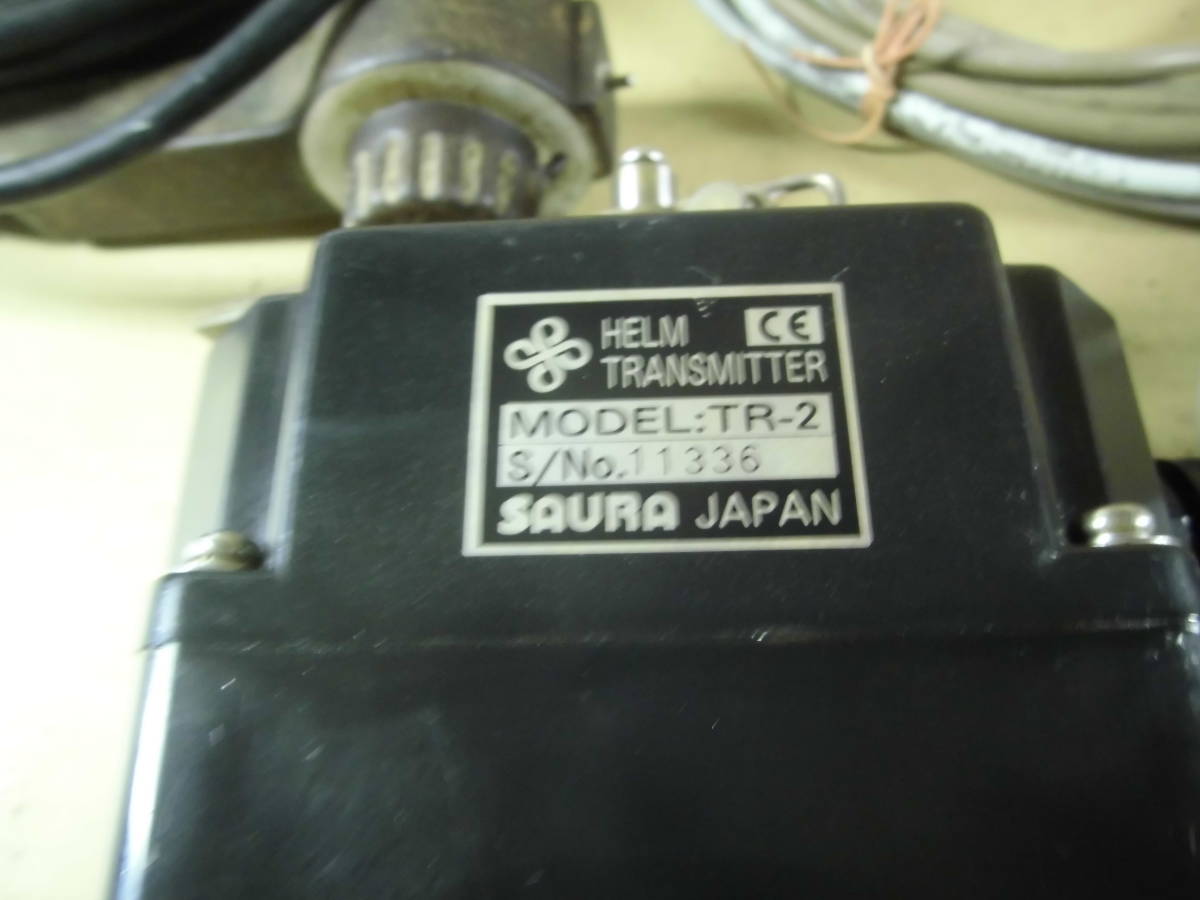 HELM CE
TRANSMITTER
MODEL:TR-2
S/No.11336
SAURA JAPAN